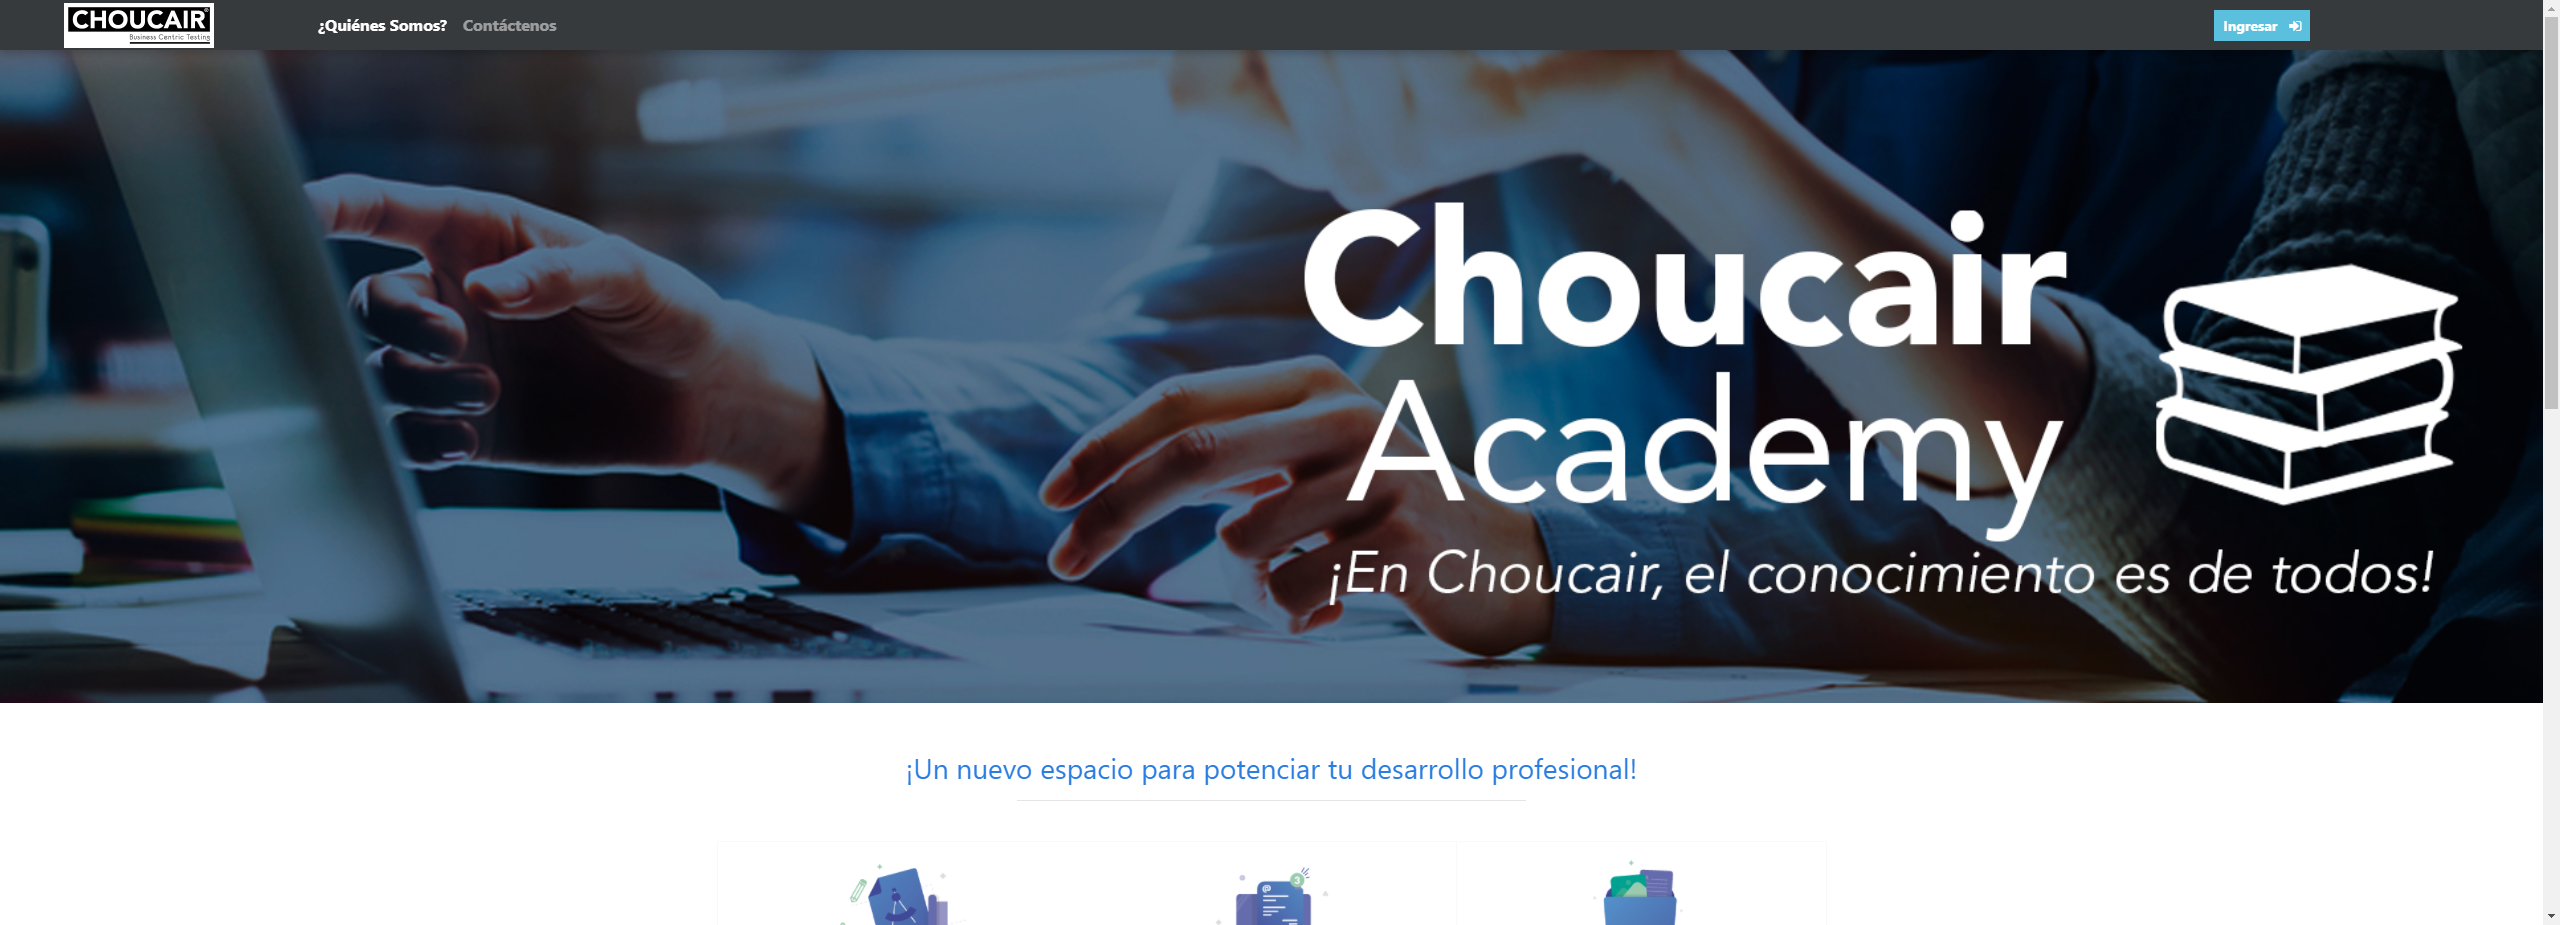 CHOUCAIR®
Business Centric Testing
¿Quiénes Somos?
Contáctenos
Ingresar
Choucair
Academy
¡En Choucair, el conocimiento es de todos!
¡Un nuevo espacio para potenciar tu desarrollo profesional!
@
3